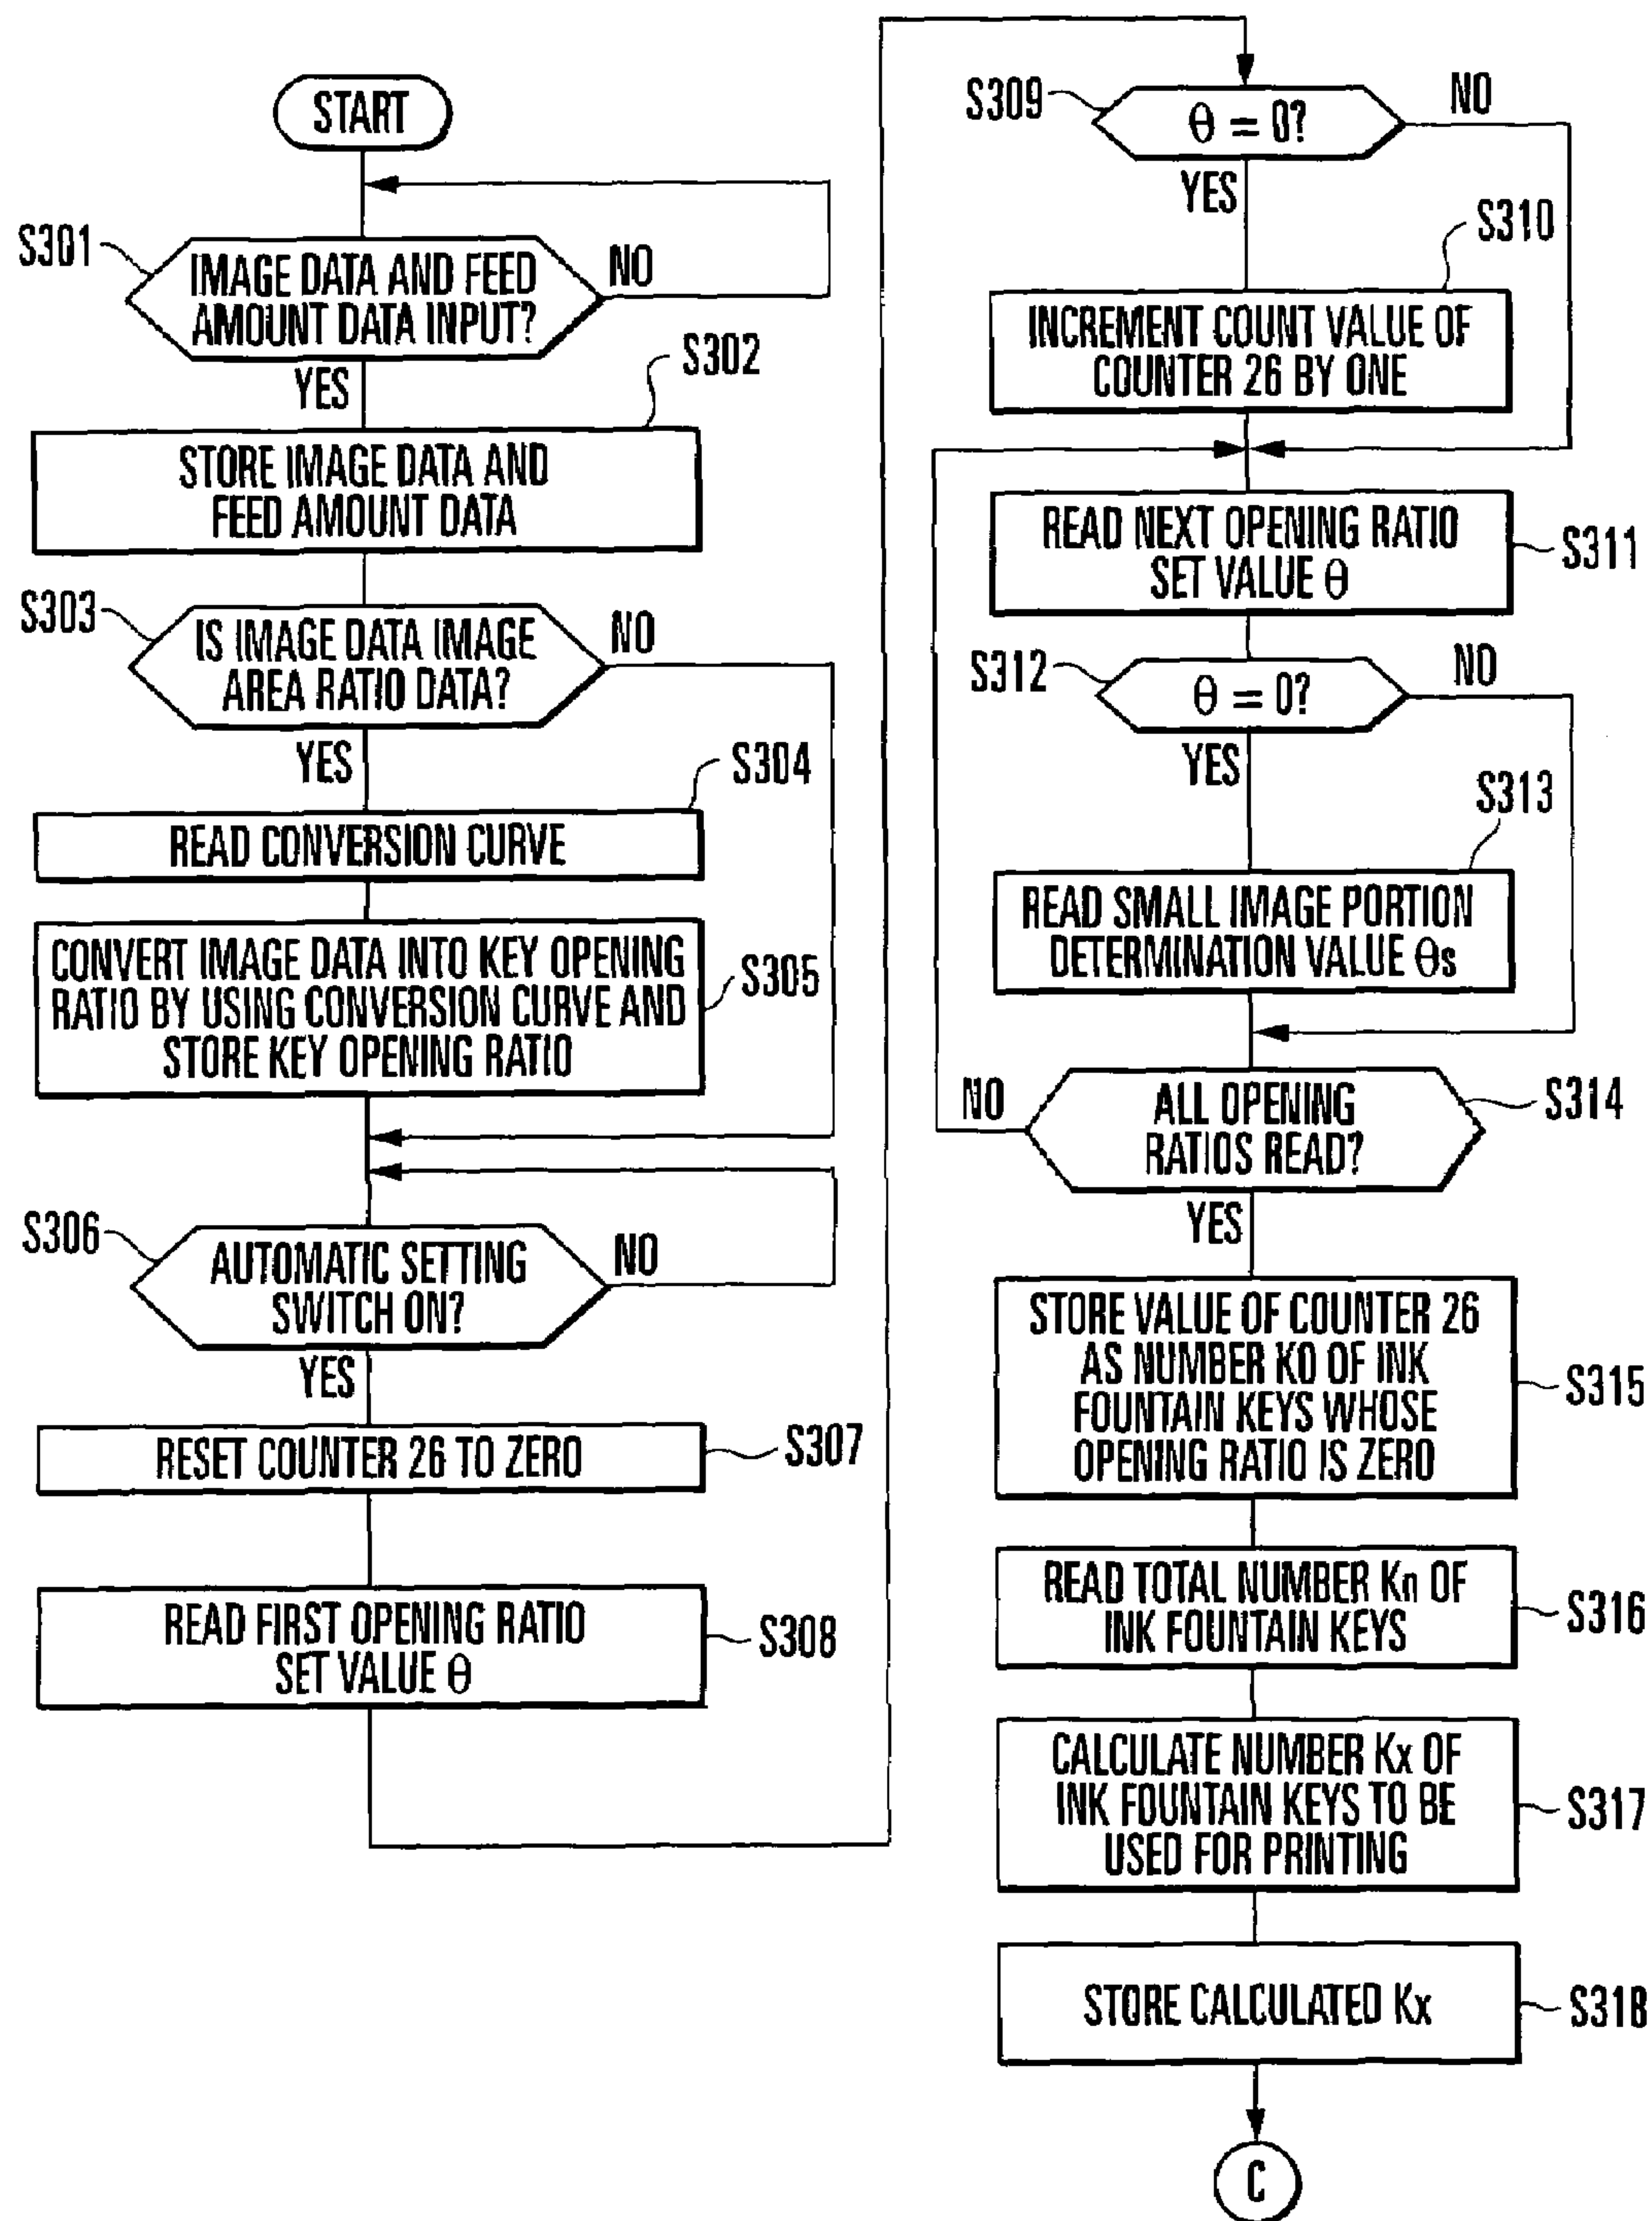 START
S301
IMAGE DATA AND FEED
AMOUNT DATA INPUT?
NO
YES
S302
STORE IMAGE DATA AND
FEED AMOUNT DATA
S303
IS IMAGE DATA IMAGE
AREA RATIO DATA?
NO
YES
S304
READ CONVERSION CURVE
CONVERT IMAGE DATA INTO KEY OPENING
RATIO BY USING CONVERSION CURVE AND
STORE KEY OPENING RATIO
S305
S306
AUTOMATIC SETTING
SWITCH ON?
NO
YES
RESET COUNTER 26 TO ZERO
S307
READ FIRST OPENING RATIO
SET VALUE θ
S308
S309
θ = 0?
NO
YES
S310
INCREMENT COUNT VALUE OF
COUNTER 26 BY ONE
READ NEXT OPENING RATIO
SET VALUE θ
S311
S312
θ = 0?
NO
YES
S313
READ SMALL IMAGE PORTION
DETERMINATION VALUE θs
NO
ALL OPENING
RATIOS READ?
S314
YES
STORE VALUE OF COUNTER 26
AS NUMBER K0 OF INK
FOUNTAIN KEYS WHOSE
OPENING RATIO IS ZERO
S315
READ TOTAL NUMBER Kn OF
INK FOUNTAIN KEYS
S316
CALCULATE NUMBER Kx OF
INK FOUNTAIN KEYS TO BE
USED FOR PRINTING
S317
STORE CALCULATED Kx
S318
C